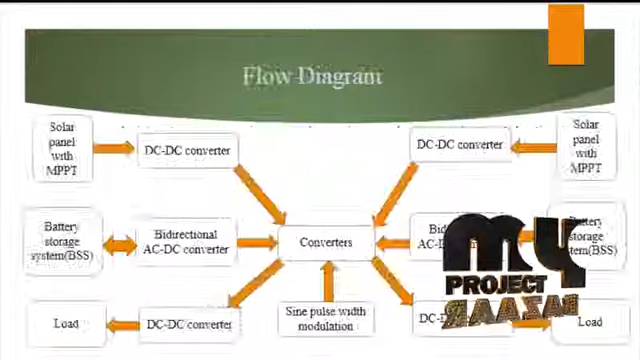 Flow Diagrant
Solar
panel
with
MPPT
DC-DC converter
DC-DC converter
Solar
panel
with
MPPT
Battery
storage
system(BSS)
Bidirectional
AC-DC converter
Converters
Battery
storage
Load
DC-DC converter
Sine pulse width
modulation
Load
MY
PROJECT
BAZAAR